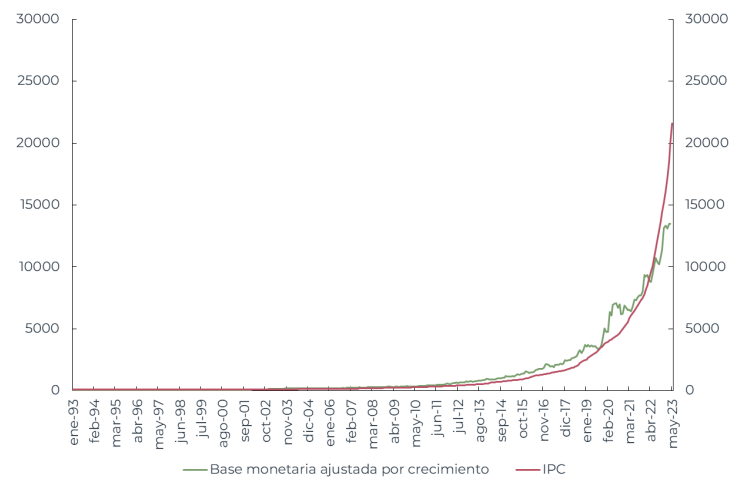 30000 30000
25000 25000
20000 20000
15000 15000
10000 10000
5000 5000
0 0
ene-93
feb-94
mar-95
abr-96
may-97
jun-98
jul-99
ago-00
sep-01
oct-02
nov-03
dic-04
ene-06
feb-07
mar-08
abr-09
may-10
jun-11
jul-12
ago-13
sep-14
oct-15
nov-16
dic-17
ene-19
feb-20
mar-21
abr-22
may-23
Base monetaria ajustada por crecimiento IPC